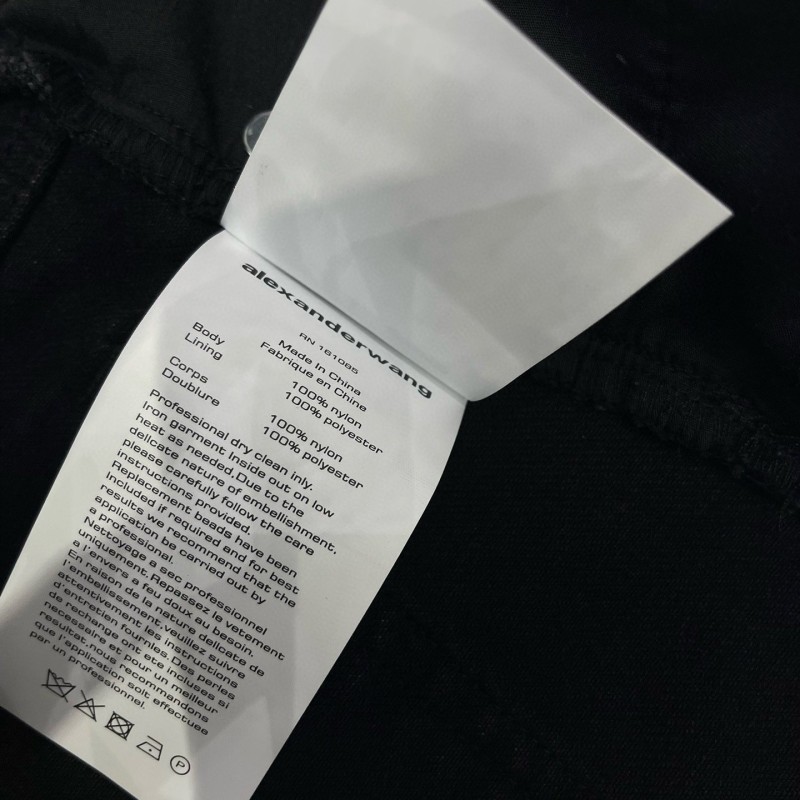 alexanderwang
RN 161085
Made In China
Fabrique en Chine
Body 100% nylon
Lining 100% polyester
Corps 100% nylon
Doublure 100% polyester
Professional dry clean inly.
Iron garment Inside out on low
heat as needed.Due to the
delicate nature of embellishment.
please carefully follow the care
instructions provided.
Replacement beads have been
Included if required and for best
results we recommend that the
application be carried out by
a professional.
Nettoyage a sec professionnel
uniquement.Repassez le vetement
a l'envers a feu doux au besoin.
En raison de la nature delicate de
l'embellissement,veuillez suivre
attentivement les instructions
d'entretien fournies.Des perles
de rechange ont ete incluses si
necessaire et pour un meilleur
resultat,nous recommandons
que l'application soit effectuee
par un professionnel.
P